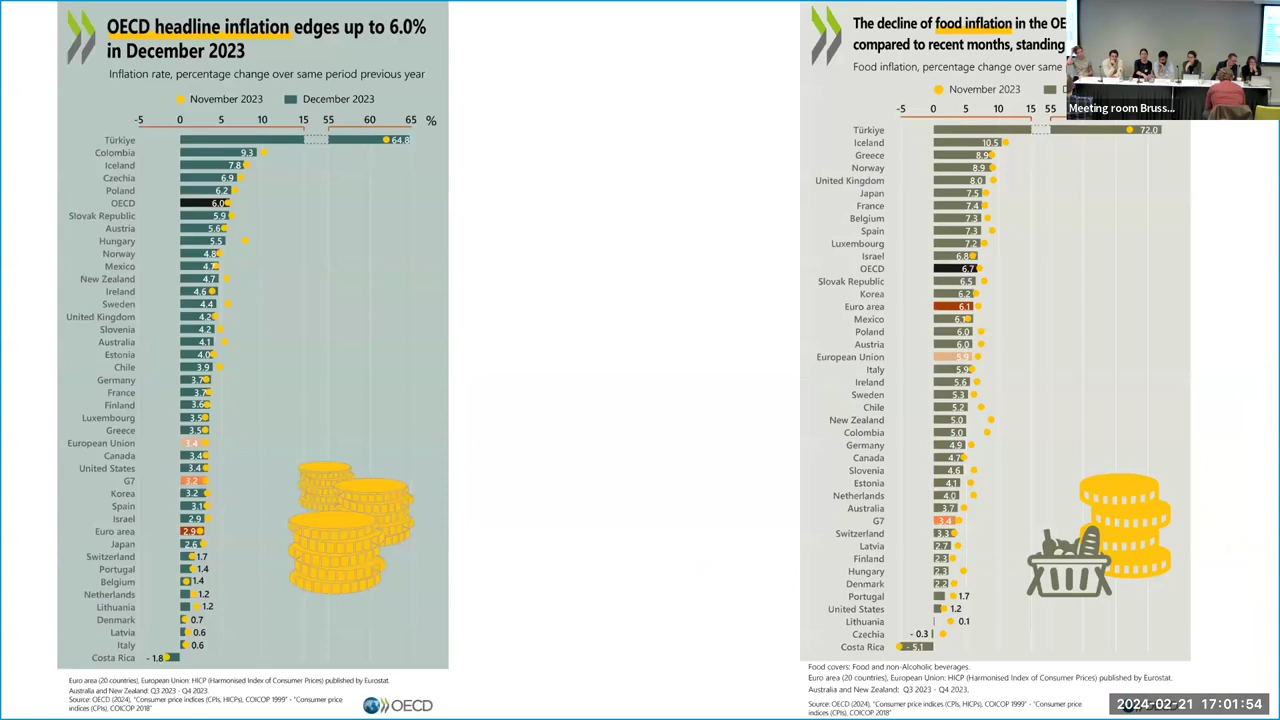 OECD headline inflation edges up to 6.0%
in December 2023
Inflation rate, percentage change over same period previous year
November 2023 December 2023
-5 0 5 10 15 55 60 65 %
Türkiye 64.8
Colombia 9.3
Iceland 7.8
Czechia 6.9
Poland 6.2
OECD 6.0
Slovak Republic 5.9
Austria 5.6
Hungary 5.5
Norway 4.8
Mexico 4.7
New Zealand 4.7
Ireland 4.6
Sweden 4.4
United Kingdom 4.2
Slovenia 4.2
Australia 4.1
Estonia 4.0
Chile 3.9
Germany 3.7
France 3.7
Finland 3.6
Luxembourg 3.5
Greece 3.5
European Union 3.4
Canada 3.4
United States 3.4
G7 3.2
Korea 3.2
Spain 3.1
Israel 2.9
Euro area 2.9
Japan 2.6
Switzerland 1.7
Portugal 1.4
Belgium 1.4
Netherlands 1.2
Lithuania 1.2
Denmark 0.7
Latvia 0.6
Italy 0.6
Costa Rica - 1.8
Euro area (20 countries), European Union: HICP (Harmonised Index of Consumer Prices) published by Eurostat.
Australia and New Zealand: Q3 2023 - Q4 2023.
Source: OECD (2024), "Consumer price indices (CPIs, HICPs), COICOP 1999" - "Consumer price
indices (CPIs), COICOP 2018"
OECD
The decline of food inflation in the OE
compared to recent months, standing
Food inflation, percentage change over same
November 2023 D
-5 0 5 10 15 55
Türkiye 72.0
Iceland 10.5
Greece 8.9
Norway 8.9
United Kingdom 8.0
Japan 7.5
France 7.4
Belgium 7.3
Spain 7.3
Luxembourg 7.2
Israel 6.8
OECD 6.7
Slovak Republic 6.5
Korea 6.2
Euro area 6.1
Mexico 6.1
Poland 6.0
Austria 6.0
European Union 5.9
Italy 5.9
Ireland 5.6
Sweden 5.3
Chile 5.2
New Zealand 5.0
Colombia 5.0
Germany 4.9
Canada 4.7
Slovenia 4.6
Estonia 4.1
Netherlands 4.0
Australia 3.7
G7 3.4
Switzerland 3.3
Latvia 2.7
Finland 2.3
Hungary 2.3
Denmark 2.2
Portugal 1.7
United States 1.2
Lithuania 0.1
Czechia - 0.3
Costa Rica - 5.1
Food covers: Food and non-Alcoholic beverages.
Euro area (20 countries), European Union: HICP (Harmonised Index of Consumer Prices) published by Eurostat.
Australia and New Zealand: Q3 2023 - Q4 2023.
Source: OECD (2024), "Consumer price indices (CPIs, HICPs), COICOP 1999" - "Consumer price
indices (CPIs), COICOP 2018"
Meeting room Bruss...
2024-02-21 17:01:54